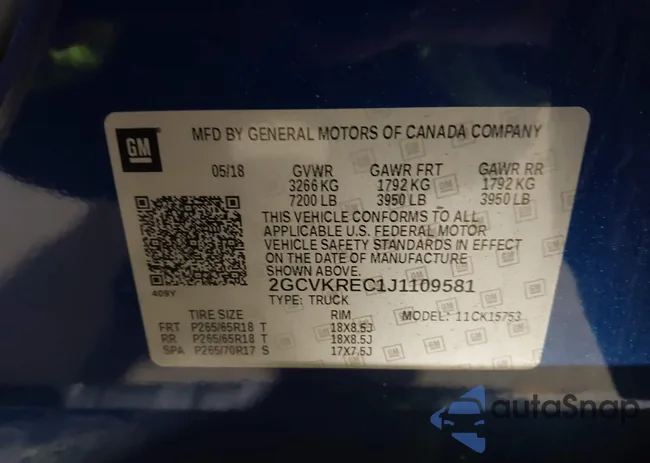 GM
MFD BY GENERAL MOTORS OF CANADA COMPANY
05/18 GVWR GAWR FRT GAWR RR
3266 KG 1792 KG 1792 KG
7200 LB 3950 LB 3950 LB
THIS VEHICLE CONFORMS TO ALL
APPLICABLE U.S. FEDERAL MOTOR
VEHICLE SAFETY STANDARDS IN EFFECT
ON THE DATE OF MANUFACTURE
SHOWN ABOVE.
409Y
2GCVKREC1J1109581
TYPE: TRUCK
TIRE SIZE RIM MODEL: 11CK15753
FRT P265/65R18 T 18X8.5J
RR P265/65R18 T 18X8.5J
SPA P265/70R17 S 17X7.5J
autoSnap